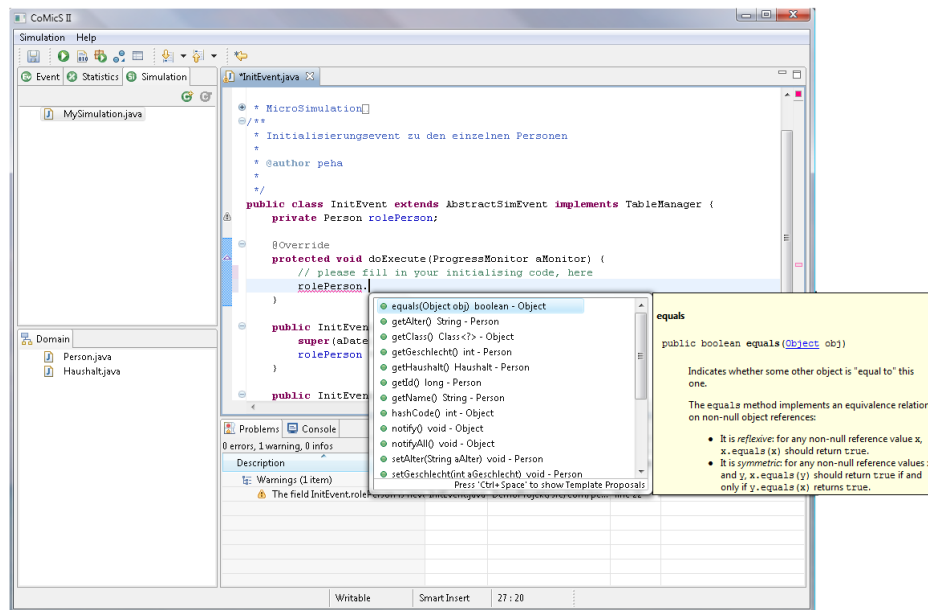 CoMicS II
Simulation Help
Event Statistics Simulation
MySimulation.java
*InitEvent.java
* MicroSimulation
/**
* Initialisierungsevent zu den einzelnen Personen
*
* @author peha
*
*/
public class InitEvent extends AbstractSimEvent implements TableManager {
private Person rolePerson;
@Override
protected void doExecute(ProgressMonitor aMonitor) {
// please fill in your initialising code, here
rolePerson.
}
public InitEven
super(aDate
rolePerson
}
public InitEven
equals(Object obj) boolean - Object
getAlter() String - Person
getClass() Class<?> - Object
getGeschlecht() int - Person
getHaushalt() Haushalt - Person
getId() long - Person
getName() String - Person
hashCode() int - Object
notify() void - Object
notifyAll() void - Object
setAlter(String aAlter) void - Person
setGeschlecht(int aGeschlecht) void - Person
Press 'Ctrl+Space' to show Template Proposals
equals
public boolean equals(Object obj)
Indicates whether some other object is "equal to" this
one.
The equals method implements an equivalence relation
on non-null object references:
• It is reflexive: for any non-null reference value x,
x.equals(x) should return true.
• It is symmetric: for any non-null reference values
and y, x.equals(y) should return true if and
only if y.equals(x) returns true.
Domain
Person.java
Haushalt.java
Problems Console
0 errors, 1 warning, 0 infos
Description
Warnings (1 item)
The field InitEvent.role
Writable Smart Insert 27 : 20